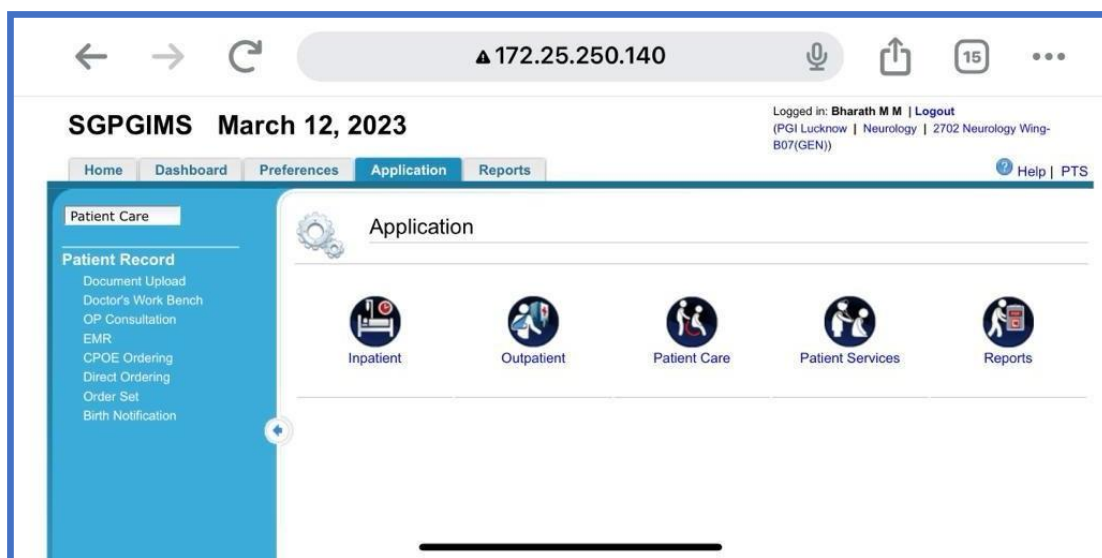 172.25.250.140
15
SGPGIMS March 12, 2023
Logged in: Bharath M M | Logout
(PGI Lucknow | Neurology | 2702 Neurology Wing-
B07(GEN))
Home Dashboard Preferences Application Reports
Help | PTS
Patient Care
Patient Record
Document Upload
Doctor's Work Bench
OP Consultation
EMR
CPOE Ordering
Direct Ordering
Order Set
Birth Notification
Application
Inpatient Outpatient Patient Care Patient Services Reports